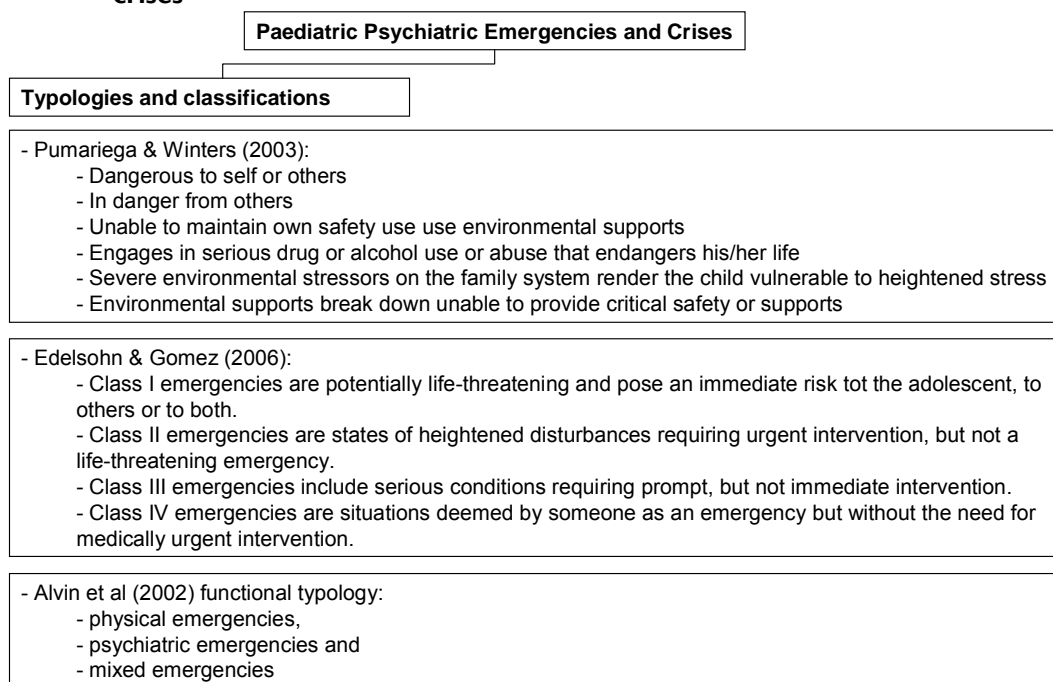 crises
Paediatric Psychiatric Emergencies and Crises
Typologies and classifications
- Pumariega & Winters (2003):
- Dangerous to self or others
- In danger from others
- Unable to maintain own safety use use environmental supports
- Engages in serious drug or alcohol use or abuse that endangers his/her life
- Severe environmental stressors on the family system render the child vulnerable to heightened stress
- Environmental supports break down unable to provide critical safety or supports
- Edelsohn & Gomez (2006):
- Class I emergencies are potentially life-threatening and pose an immediate risk tot the adolescent, to
others or to both.
- Class II emergencies are states of heightened disturbances requiring urgent intervention, but not a
life-threatening emergency.
- Class III emergencies include serious conditions requiring prompt, but not immediate intervention.
- Class IV emergencies are situations deemed by someone as an emergency but without the need for
medically urgent intervention.
- Alvin et al (2002) functional typology:
- physical emergencies,
- psychiatric emergencies and
- mixed emergencies